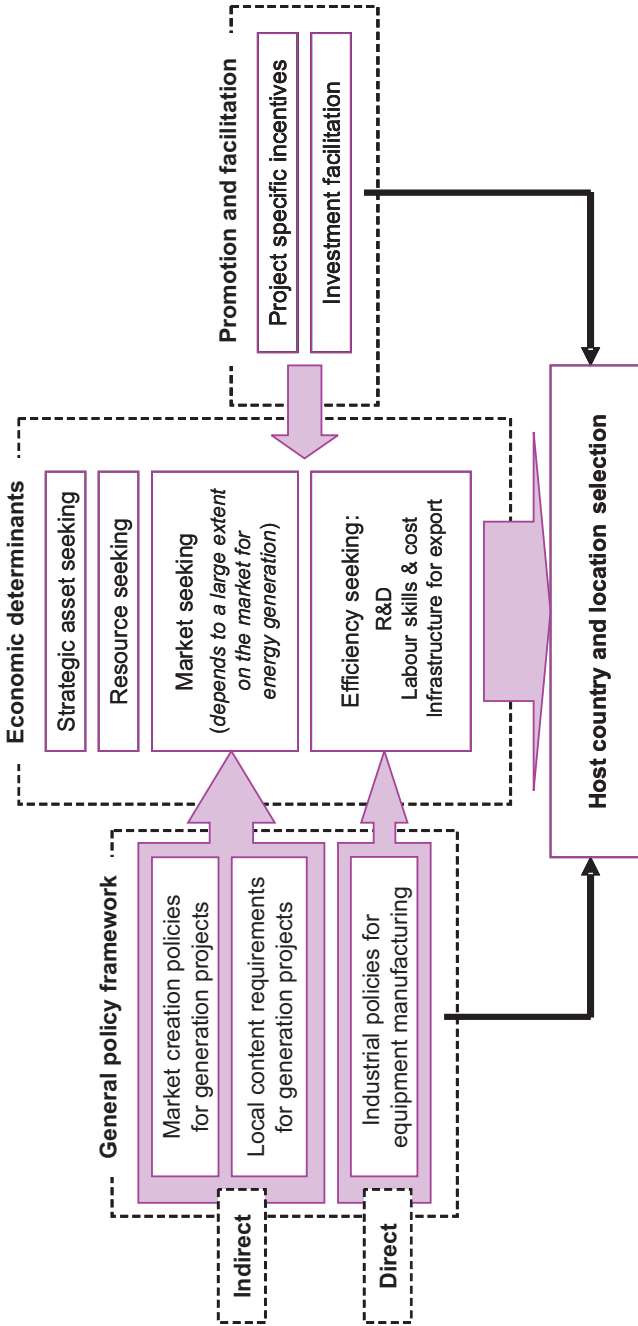 General policy framework
Indirect
Market creation policies
for generation projects
Local content requirements
for generation projects
Direct
Industrial policies for
equipment manufacturing
Economic determinants
Strategic asset seeking
Resource seeking
Market seeking
(depends to a large extent
on the market for
energy generation)
Efficiency seeking:
R&D
Labour skills & cost
Infrastructure for export
Promotion and facilitation
Project specific incentives
Investment facilitation
Host country and location selection